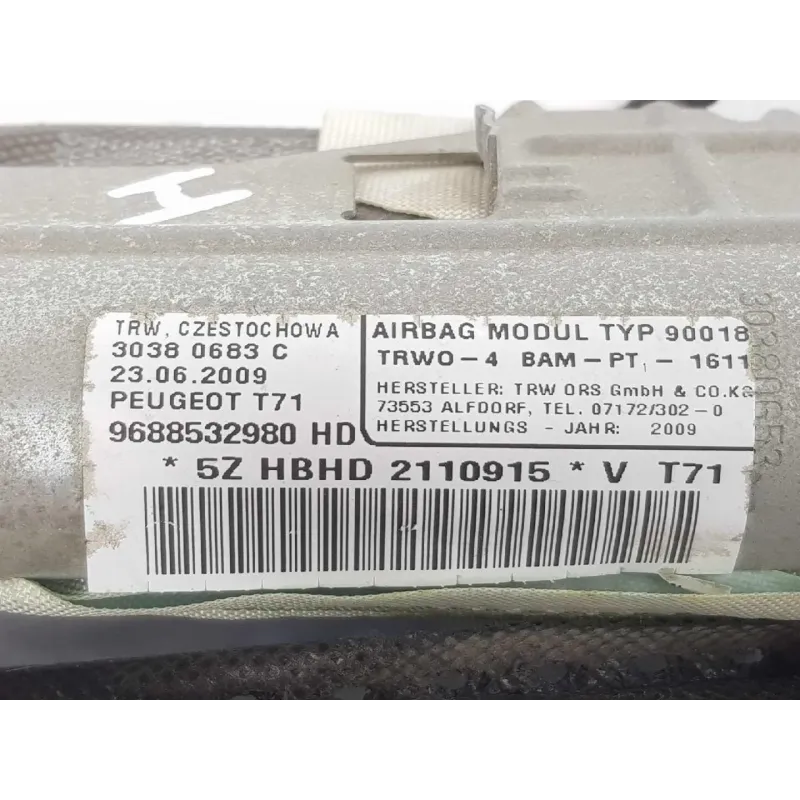 H
TRW, CZESTOCHOWA
3038 0683 C
23.06.2009
PEUGEOT T71
9688532980 HD
AIRBAG MODUL TYP 90018
TRWO-4 BAM-PT, - 1611
HERSTELLER: TRW ORS GmbH & CO.KG
73553 ALFDORF, TEL. 07172/302-0
HERSTELLUNGS - JAHR: 2009
* 5Z HBHD 2110915 * V T71